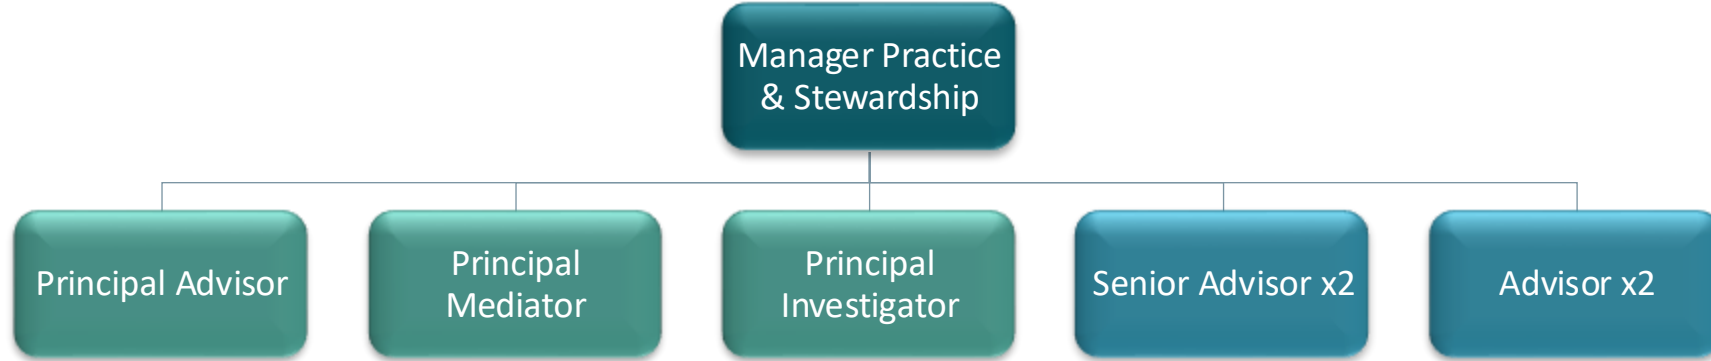 Manager Practice
& Stewardship
Principal Advisor
Principal
Mediator
Principal
Investigator
Senior Advisor x2
Advisor x2